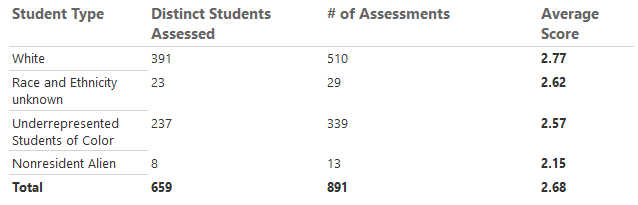 Student Type Distinct Students Assessed # of Assessments Average Score
White 391 510 2.77
Race and Ethnicity unknown 23 29 2.62
Underrepresented Students of Color 237 339 2.57
Nonresident Alien 8 13 2.15
Total 659 891 2.68